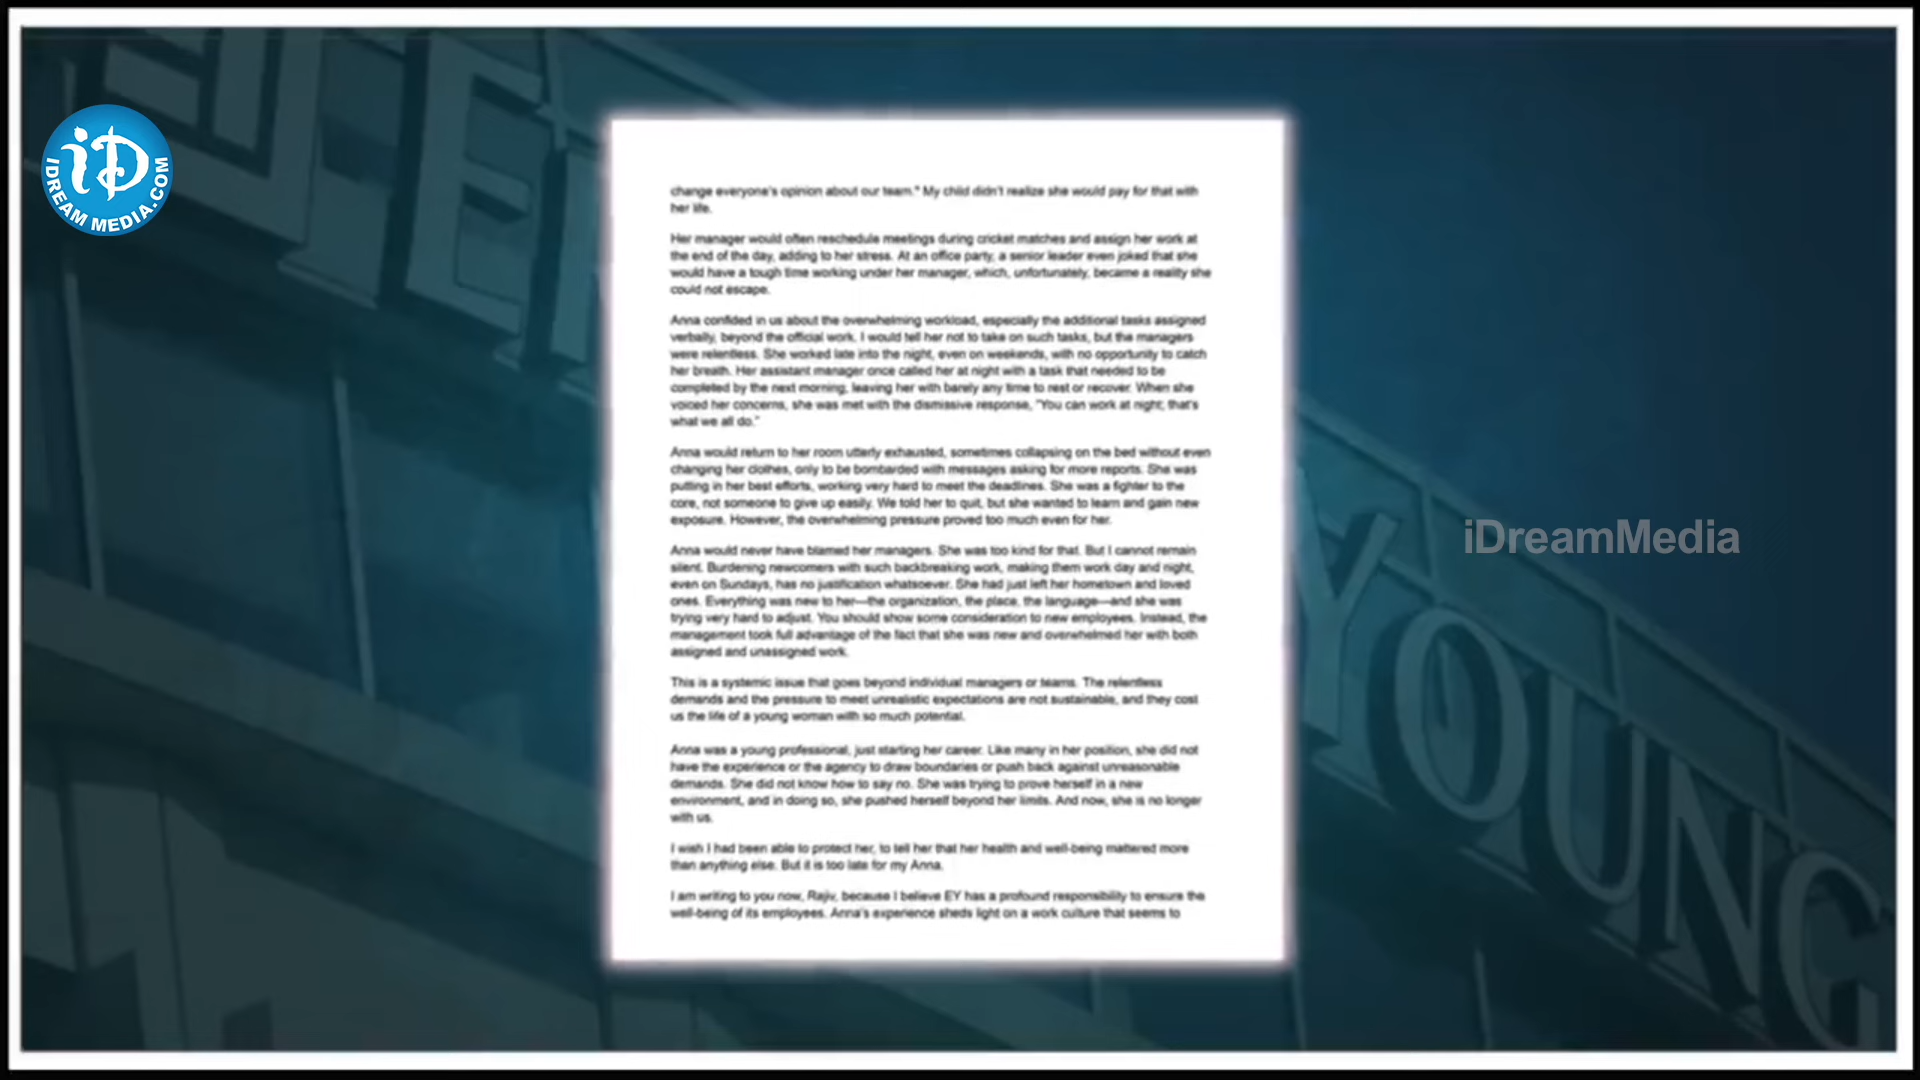 iD
IDREAM MEDIA.COM
change everyone's opinion about our team." My child didn't realize she would pay for that with
her life.
Her manager would often reschedule meetings during cricket matches and assign her work at
the end of the day, adding to her stress. At an office party, a senior leader even joked that she
would have a tough time working under her manager, which, unfortunately, became a reality she
could not escape.
Anna confided in us about the overwhelming workload, especially the additional tasks assigned
verbally, beyond the official work. I would tell her not to take on such tasks, but the managers
were relentless. She worked late into the night, even on weekends, with no opportunity to catch
her breath. Her assistant manager once called her at night with a task that needed to be
completed by the next morning, leaving her with barely any time to rest or recover. When she
voiced her concerns, she was met with the dismissive response, "You can work at night; that's
what we all do."
Anna would return to her room utterly exhausted, sometimes collapsing on the bed without even
changing her clothes, only to be bombarded with messages asking for more reports. She was
putting in her best efforts, working very hard to meet the deadlines. She was a fighter to the
core, not someone to give up easily. We told her to quit, but she wanted to learn and gain new
exposure. However, the overwhelming pressure proved too much even for her.
Anna would never have blamed her managers. She was too kind for that. But I cannot remain
silent. Burdening newcomers with such backbreaking work, making them work day and night,
even on Sundays, has no justification whatsoever. She had just left her hometown and loved
ones. Everything was new to her—the organization, the place, the language—and she was
trying very hard to adjust. You should show some consideration to new employees. Instead, the
management took full advantage of the fact that she was new and overwhelmed her with both
assigned and unassigned work.
This is a systemic issue that goes beyond individual managers or teams. The relentless
demands and the pressure to meet unrealistic expectations are not sustainable, and they cost
us the life of a young woman with so much potential.
Anna was a young professional, just starting her career. Like many in her position, she did not
have the experience or the agency to draw boundaries or push back against unreasonable
demands. She did not know how to say no. She was trying to prove herself in a new
environment, and in doing so, she pushed herself beyond her limits. And now, she is no longer
with us.
I wish I had been able to protect her, to tell her that her health and well-being mattered more
than anything else. But it is too late for my Anna.
I am writing to you now, Rajiv, because I believe EY has a profound responsibility to ensure the
well-being of its employees. Anna's experience sheds light on a work culture that seems to
iDreamMedia
YOUNG